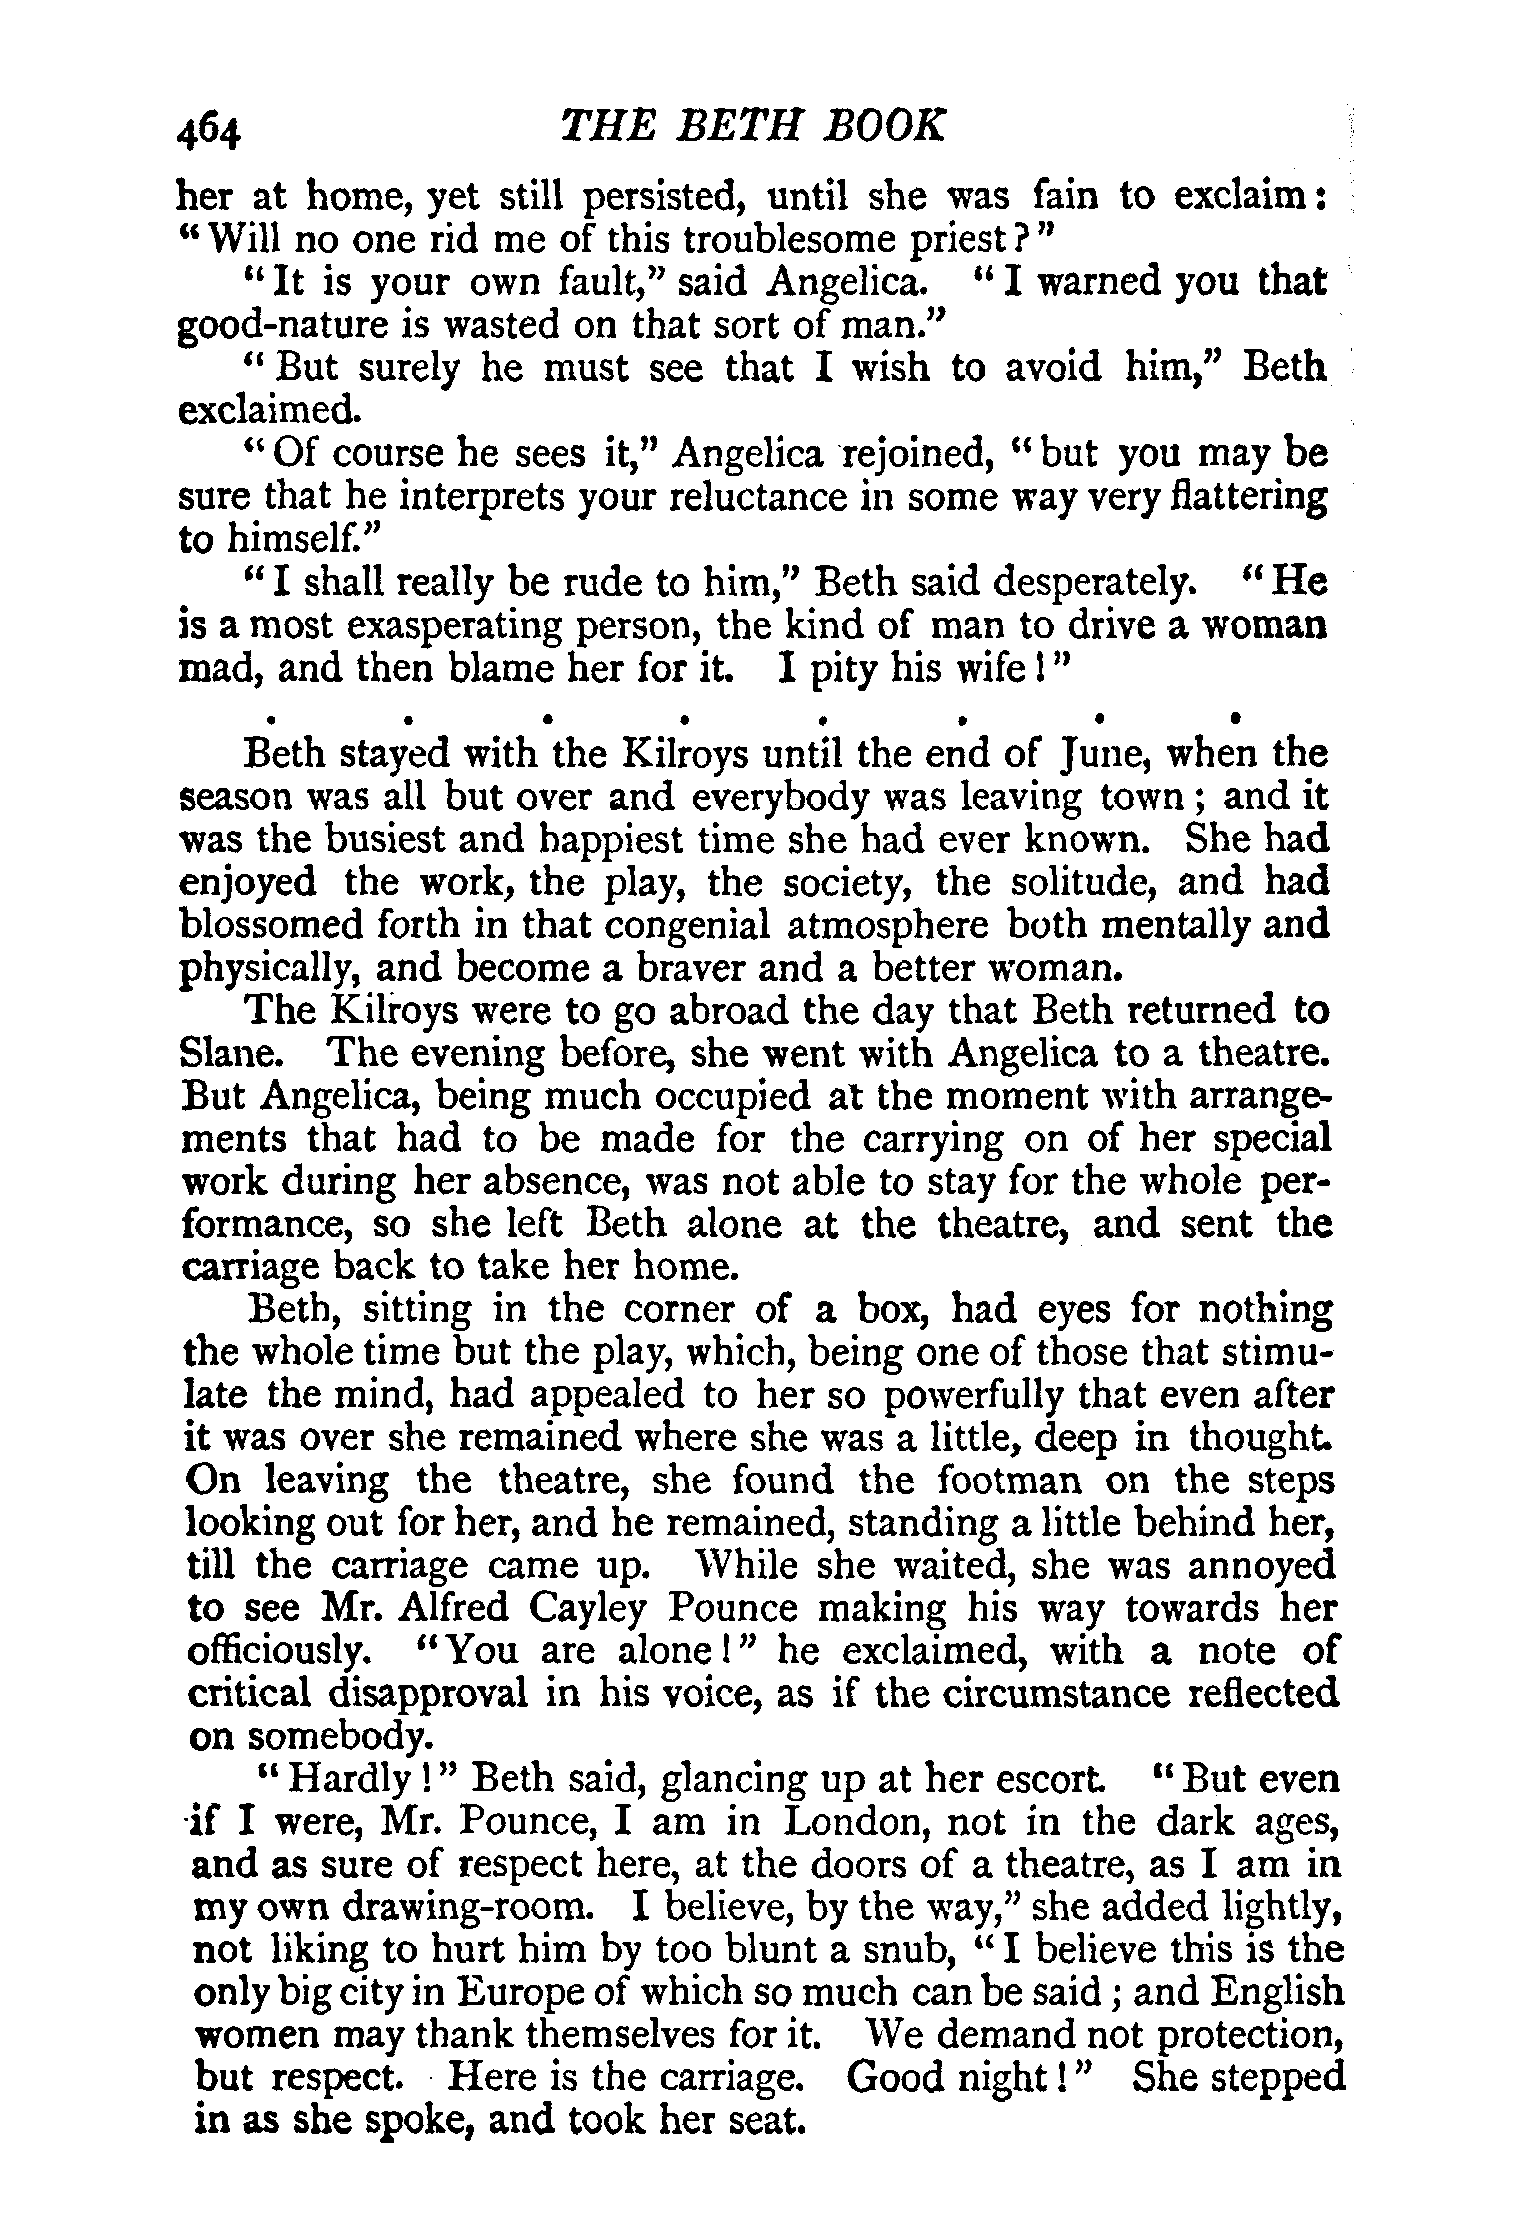 464 THE BETH BOOK
her at home, yet still persisted, until she was fain to exclaim:
“Will no one rid me of this troublesome priest?”
“It is your own fault,” said Angelica. “I warned you that
good-nature is wasted on that sort of man.”
“But surely he must see that I wish to avoid him,” Beth
exclaimed.
“Of course he sees it,” Angelica rejoined, “but you may be
sure that he interprets your reluctance in some way very flattering
to himself.”
“I shall really be rude to him,” Beth said desperately. “He
is a most exasperating person, the kind of man to drive a woman
mad, and then blame her for it. I pity his wife!”
. . . . . . . .
Beth stayed with the Kilroys until the end of June, when the
season was all but over and everybody was leaving town; and it
was the busiest and happiest time she had ever known. She had
enjoyed the work, the play, the society, the solitude, and had
blossomed forth in that congenial atmosphere both mentally and
physically, and become a braver and a better woman.
The Kilroys were to go abroad the day that Beth returned to
Slane. The evening before, she went with Angelica to a theatre.
But Angelica, being much occupied at the moment with arrange-
ments that had to be made for the carrying on of her special
work during her absence, was not able to stay for the whole per-
formance, so she left Beth alone at the theatre, and sent the
carriage back to take her home.
Beth, sitting in the corner of a box, had eyes for nothing
the whole time but the play, which, being one of those that stimu-
late the mind, had appealed to her so powerfully that even after
it was over she remained where she was a little, deep in thought.
On leaving the theatre, she found the footman on the steps
looking out for her, and he remained, standing a little behind her,
till the carriage came up. While she waited, she was annoyed
to see Mr. Alfred Cayley Pounce making his way towards her
officiously. “You are alone!” he exclaimed, with a note of
critical disapproval in his voice, as if the circumstance reflected
on somebody.
“Hardly!” Beth said, glancing up at her escort. “But even
if I were, Mr. Pounce, I am in London, not in the dark ages,
and as sure of respect here, at the doors of a theatre, as I am in
my own drawing-room. I believe, by the way,” she added lightly,
not liking to hurt him by too blunt a snub, “I believe this is the
only big city in Europe of which so much can be said; and English
women may thank themselves for it. We demand not protection,
but respect. Here is the carriage. Good night!” She stepped
in as she spoke, and took her seat.